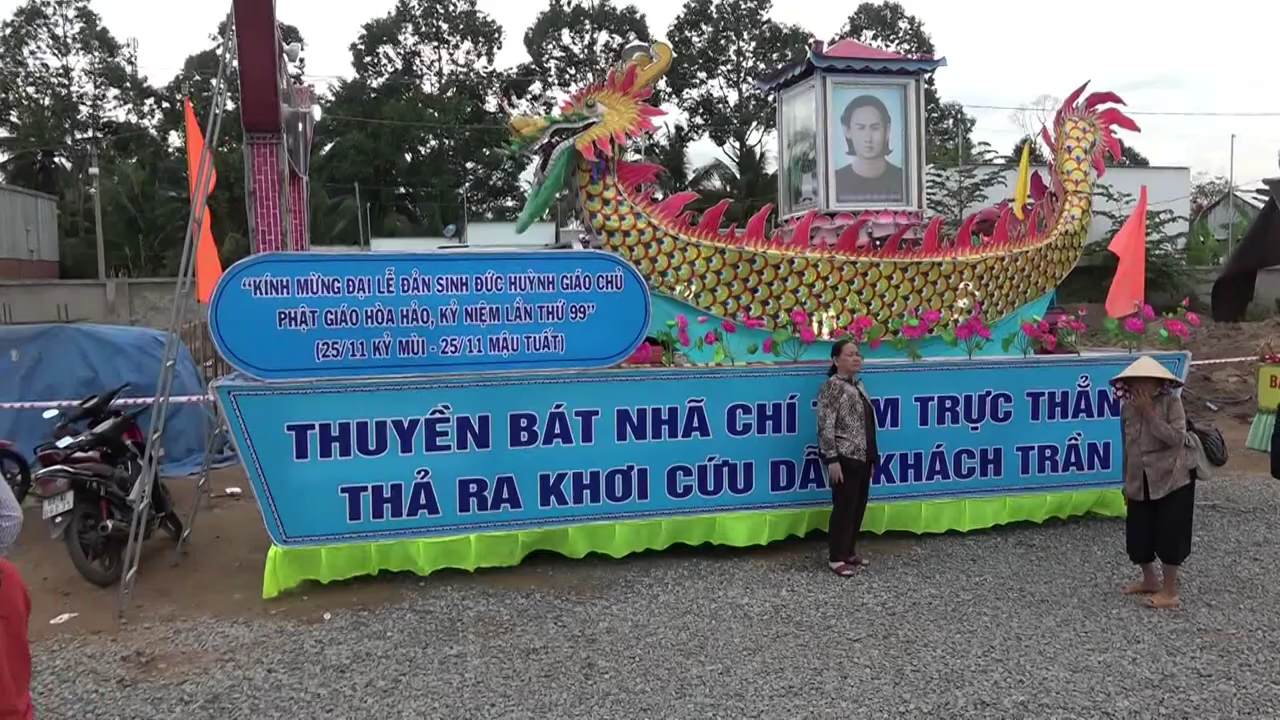 “KÍNH MỪNG ĐẠI LỄ ĐẢN SINH ĐỨC HUỲNH GIÁO CHỦ
PHẬT GIÁO HÒA HẢO, KỶ NIỆM LẦN THỨ 99”
(25/11 KỶ MÙI - 25/11 MẬU TUẤT)
THUYỀN BÁT NHÃ CHÍ TRỰC THẲN
THẢ RA KHƠI CỨU KHÁCH TRẦN